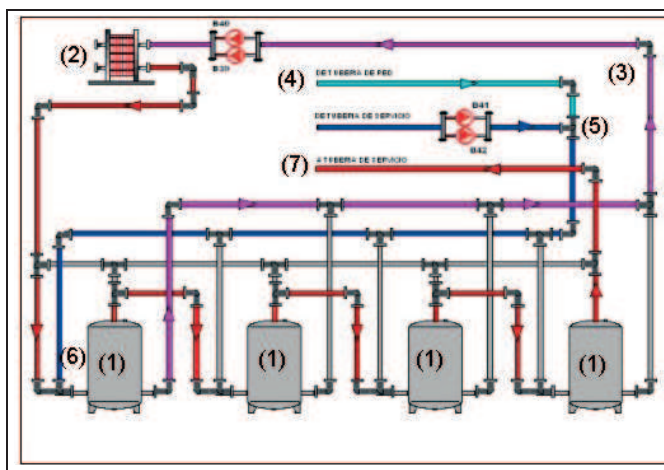 B40
(2)
B39
(3)
(4) DE TUBERIA DE RED
B41
DE TUBERIA DE SERVICIO
(5)
B42
(7) A TUBERIA DE SERVICIO
(6) (1) (1) (1) (1)